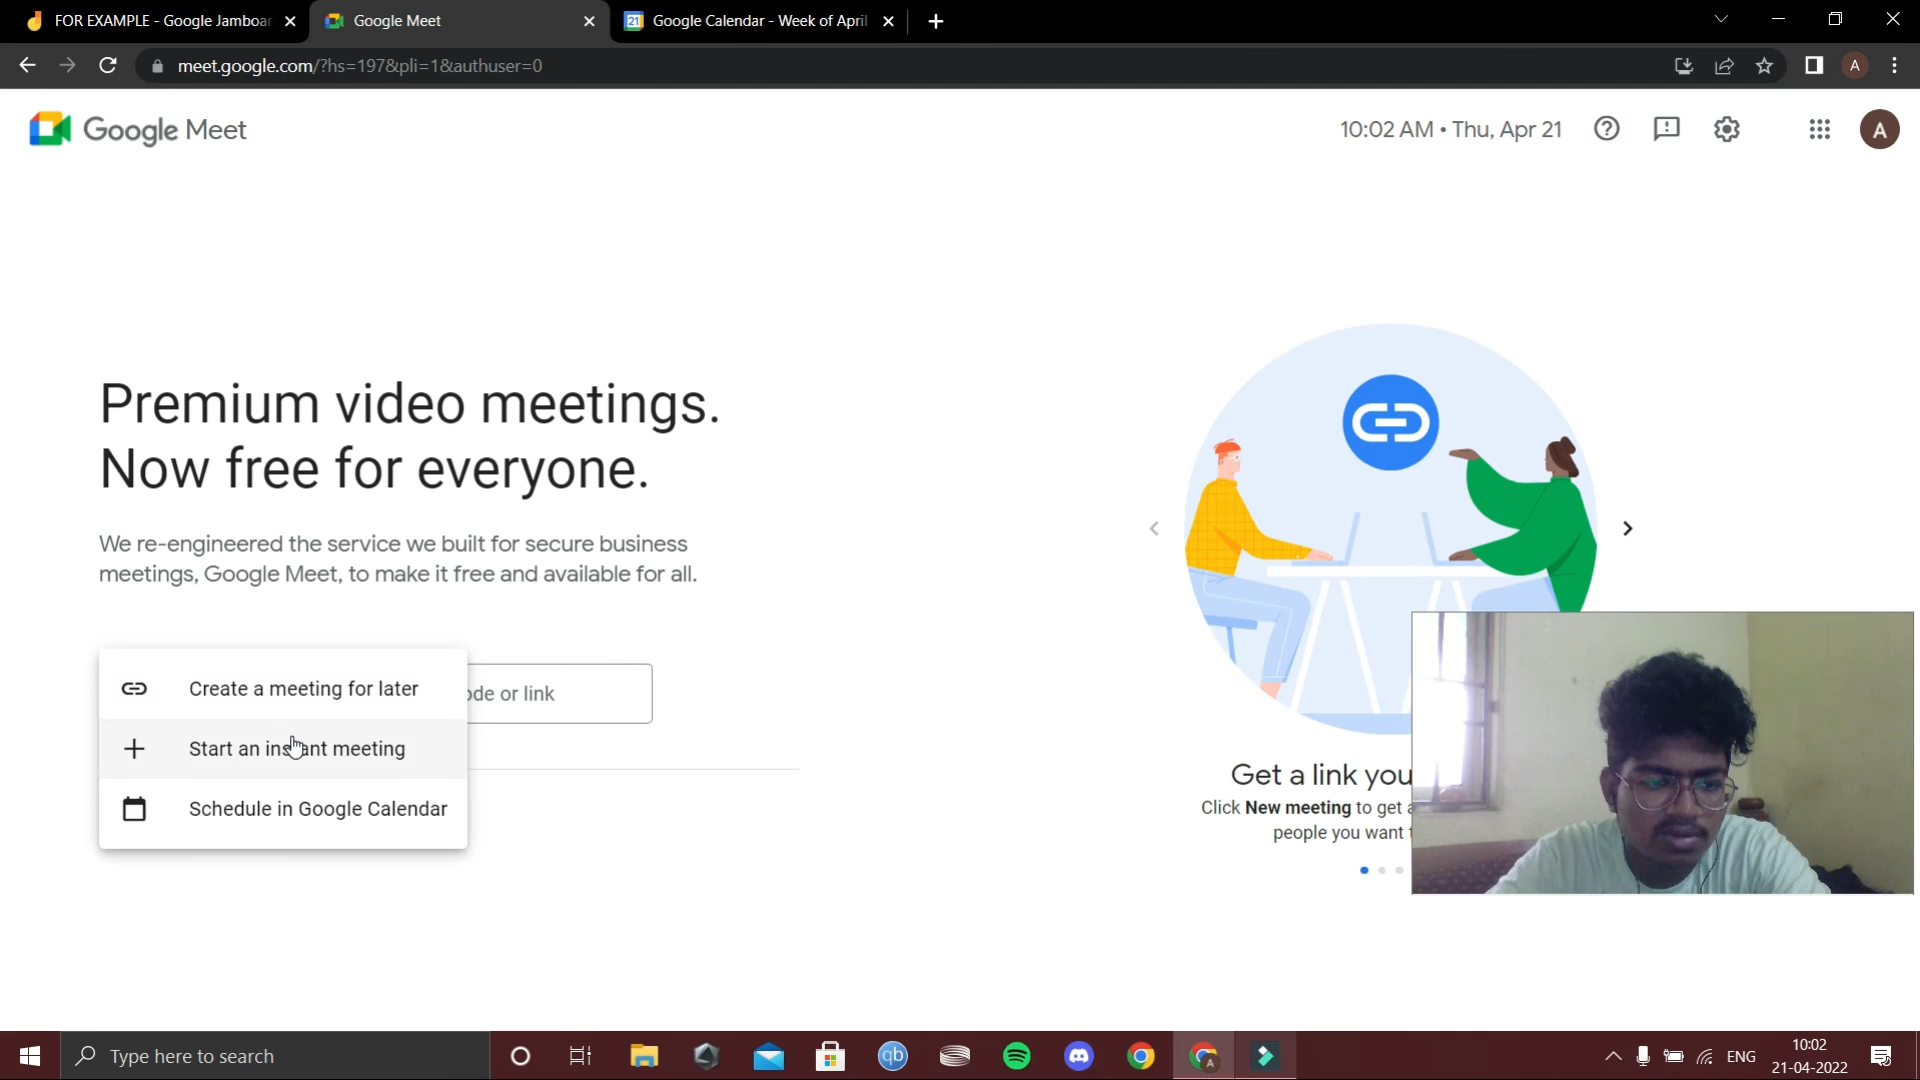 FOR EXAMPLE - Google Jamboar
Google Meet
21
Google Calendar - Week of April
meet.google.com/?hs=197&pli=1&authuser=0
A
Google Meet
10:02 AM • Thu, Apr 21
A
Premium video meetings.
Now free for everyone.
We re-engineered the service we built for secure business
meetings, Google Meet, to make it free and available for all.
Create a meeting for later
ode or link
Start an instant meeting
Schedule in Google Calendar
Get a link you
Click New meeting to get a
people you want
Type here to search
qb
A
ENG
10:02
21-04-2022